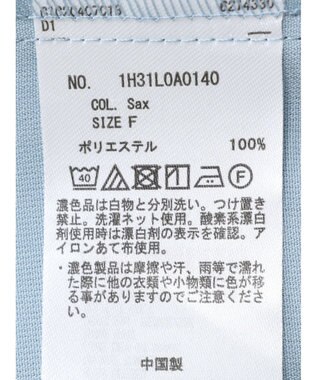 D1
NO. 1H31L0A0140
COL. Sax
SIZE F
ポリエステル 100%
40 F
濃色品は白物と分別洗い。つけ置き
禁止。洗濯ネット使用。酸素系漂白
剤使用時は漂白剤の表示を確認。ア
イロンあて布使用。
・濃色製品は摩擦や汗、雨等で濡れ
た際に他の衣類や小物類に色が移
る事がありますのでご注意くださ
い。
中国製